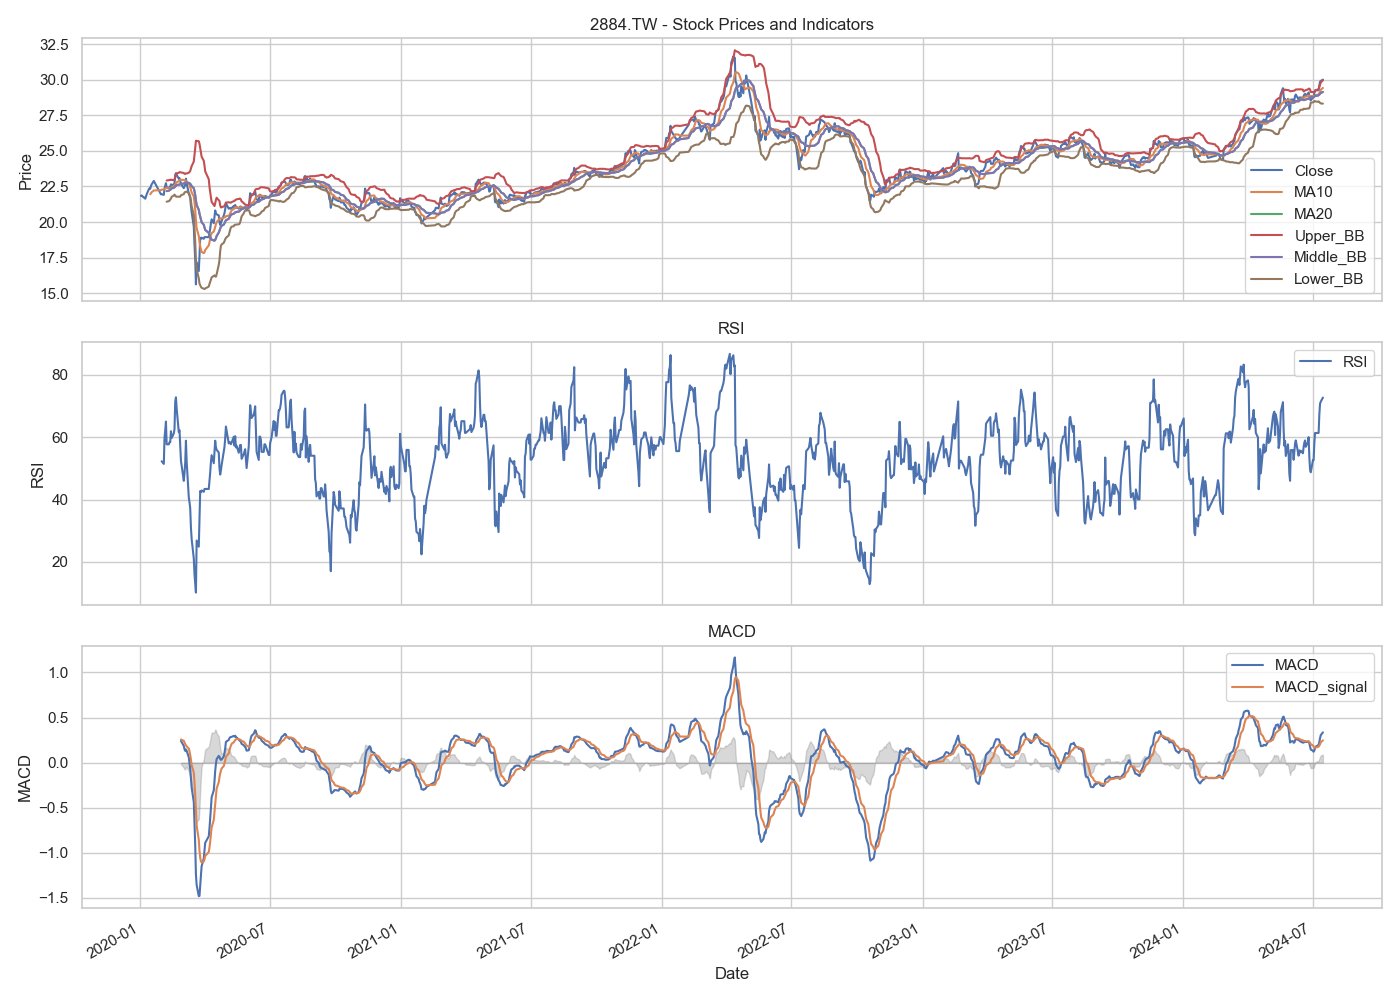 2884.TW - Stock Prices and Indicators
Price
32.5
30.0
27.5
25.0
22.5
20.0
17.5
15.0
Close
MA10
MA20
Upper_BB
Middle_BB
Lower_BB
RSI
RSI
80
60
40
20
RSI
MACD
MACD
1.0
0.5
0.0
−0.5
−1.0
−1.5
MACD
MACD_signal
2020-01
2020-07
2021-01
2021-07
2022-01
2022-07
2023-01
2023-07
2024-01
2024-07
Date